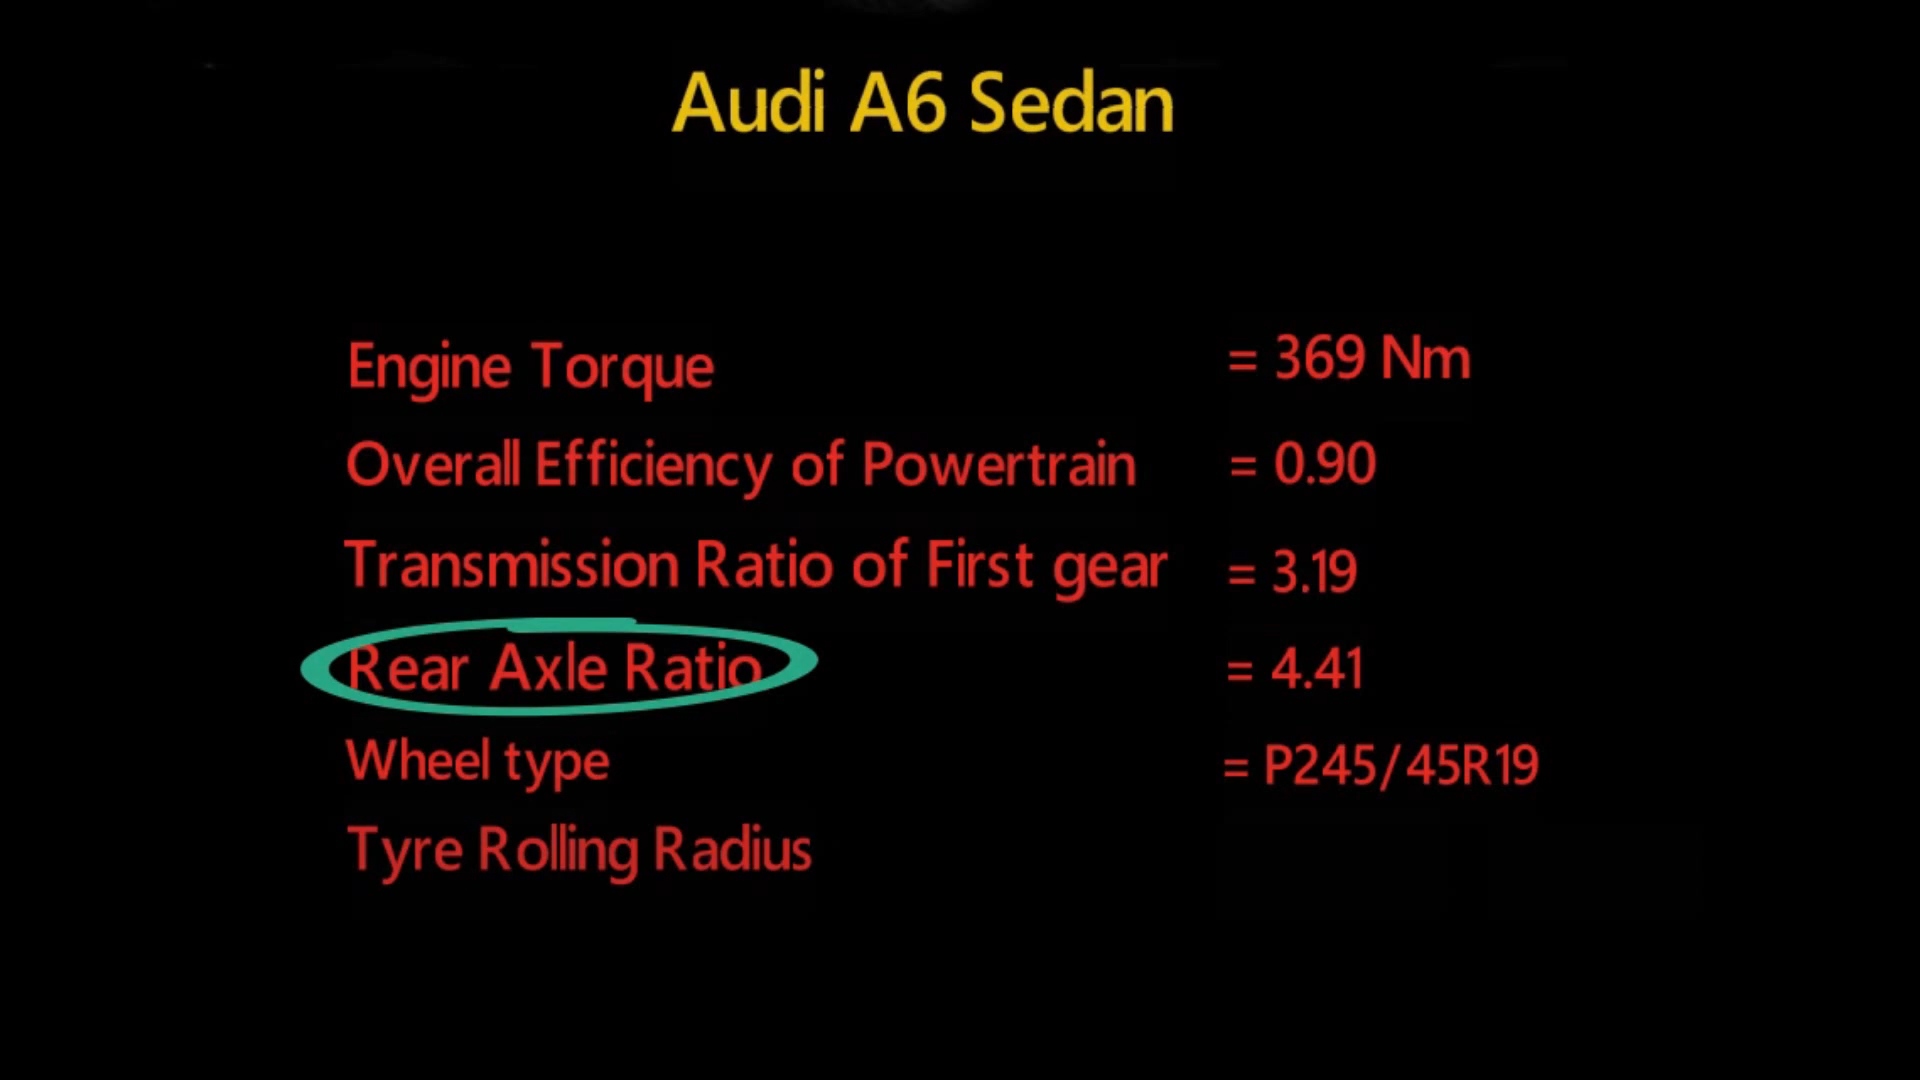 Audi A6 Sedan
Engine Torque = 369 Nm
Overall Efficiency of Powertrain = 0.90
Transmission Ratio of First gear = 3.19
Rear Axle Ratio = 4.41
Wheel type = P245/45R19
Tyre Rolling Radius